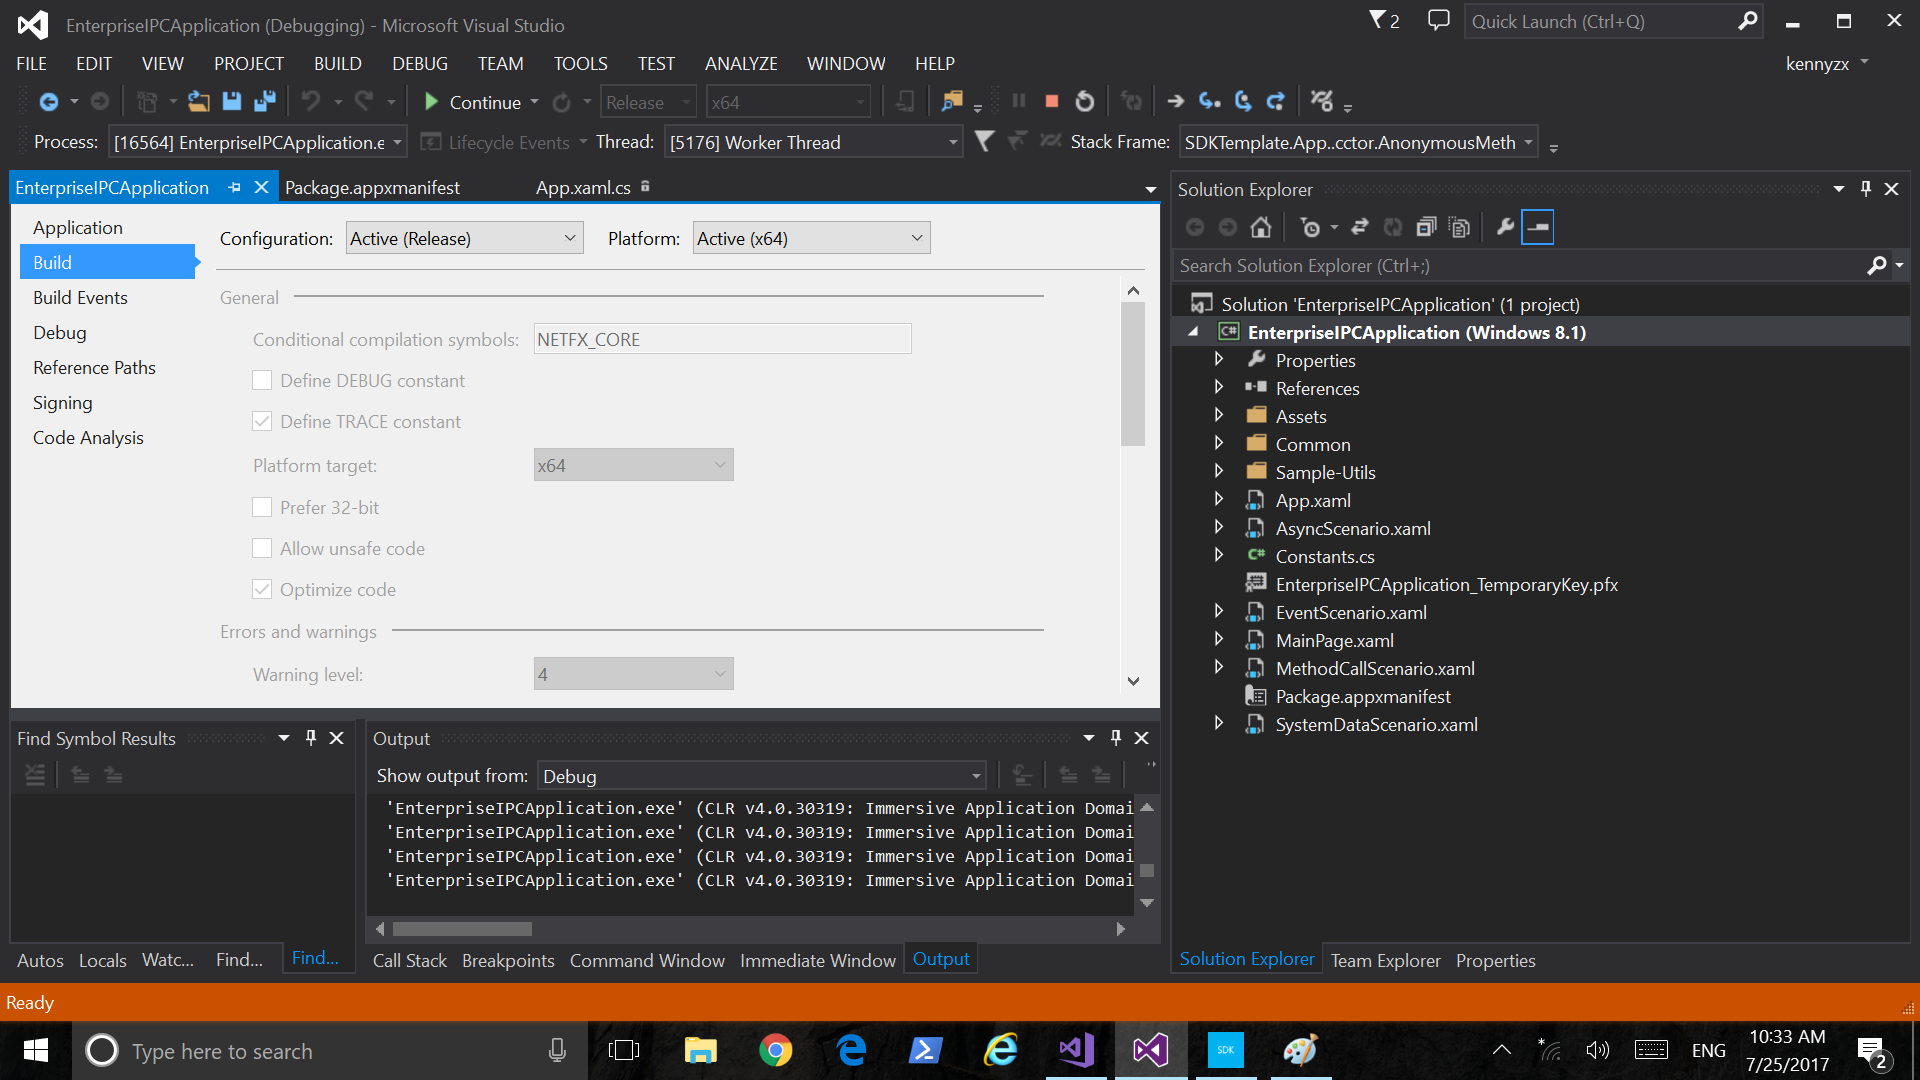 EnterpriseIPCApplication (Debugging) - Microsoft Visual Studio
2
Quick Launch (Ctrl+Q)
FILE EDIT VIEW PROJECT BUILD DEBUG TEAM TOOLS TEST ANALYZE WINDOW HELP
kennyzx
Continue
Release
x64
Process: [16564] EnterpriseIPCApplication.e Lifecycle Events Thread: [5176] Worker Thread Stack Frame: SDKTemplate.App..cctor.AnonymousMeth
EnterpriseIPCApplication Package.appxmanifest App.xaml.cs
Application
Build
Build Events
Debug
Reference Paths
Signing
Code Analysis
Configuration: Active (Release) Platform: Active (x64)
General
Conditional compilation symbols: NETFX_CORE
Define DEBUG constant
Define TRACE constant
Platform target: x64
Prefer 32-bit
Allow unsafe code
Optimize code
Errors and warnings
Warning level: 4
Solution Explorer
Search Solution Explorer (Ctrl+;)
Solution 'EnterpriseIPCApplication' (1 project)
C# EnterpriseIPCApplication (Windows 8.1)
Properties
References
Assets
Common
Sample-Utils
App.xaml
AsyncScenario.xaml
C# Constants.cs
EnterpriseIPCApplication_TemporaryKey.pfx
EventScenario.xaml
MainPage.xaml
MethodCallScenario.xaml
Package.appxmanifest
SystemDataScenario.xaml
Find Symbol Results
Output
Show output from: Debug
'EnterpriseIPCApplication.exe' (CLR v4.0.30319: Immersive Application Domai
'EnterpriseIPCApplication.exe' (CLR v4.0.30319: Immersive Application Domai
'EnterpriseIPCApplication.exe' (CLR v4.0.30319: Immersive Application Domai
'EnterpriseIPCApplication.exe' (CLR v4.0.30319: Immersive Application Domai
Autos Locals Watc... Find... Find...
Call Stack Breakpoints Command Window Immediate Window Output
Solution Explorer Team Explorer Properties
Ready
Type here to search
SDK
ENG
10:33 AM
7/25/2017
2